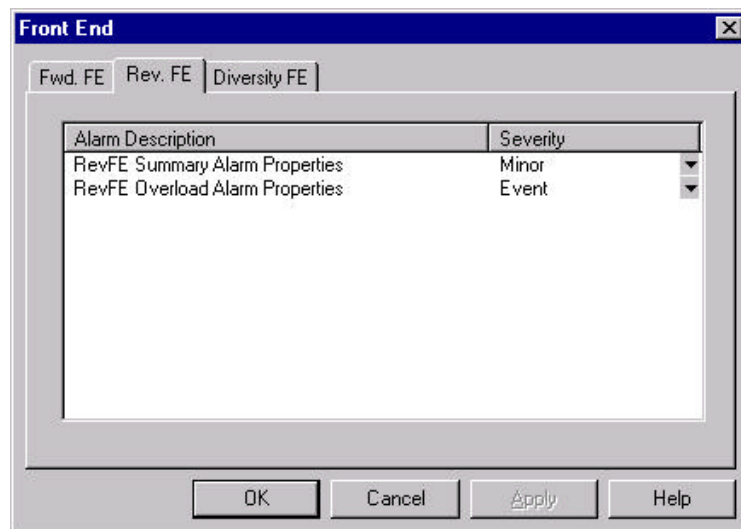 Front End
Fwd. FE Rev. FE Diversity FE
Alarm Description Severity
RevFE Summary Alarm Properties Minor
RevFE Overload Alarm Properties Event
OK Cancel Apply Help